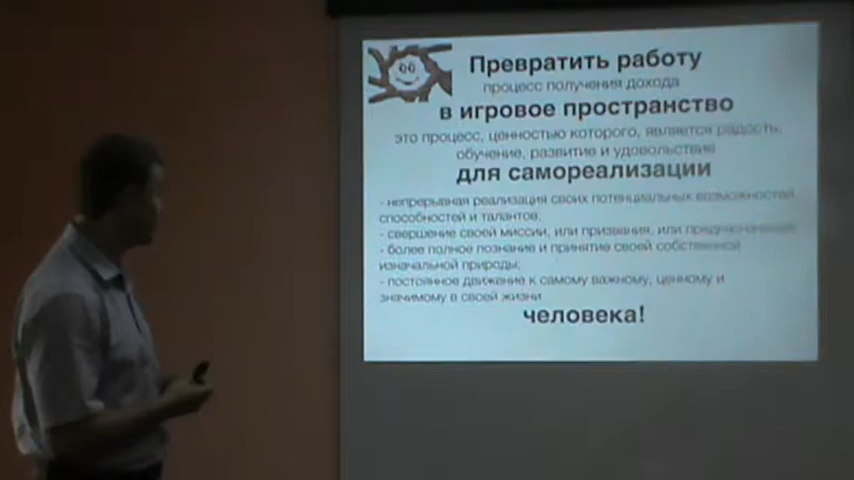 Превратить работу
процесс получения дохода
в игровое пространство
это процесс, ценностью которого, является радость,
обучение, развитие и удовольствие
для самореализации
- непрерывная реализация своих потенциальных возможностей
способностей и талантов;
- свершение своей миссии, или призвания, или предназначения;
- более полное познание и принятие своей собственной
изначальной природы;
- постоянное движение к самому важному, ценному и
значимому в своей жизни
человека!